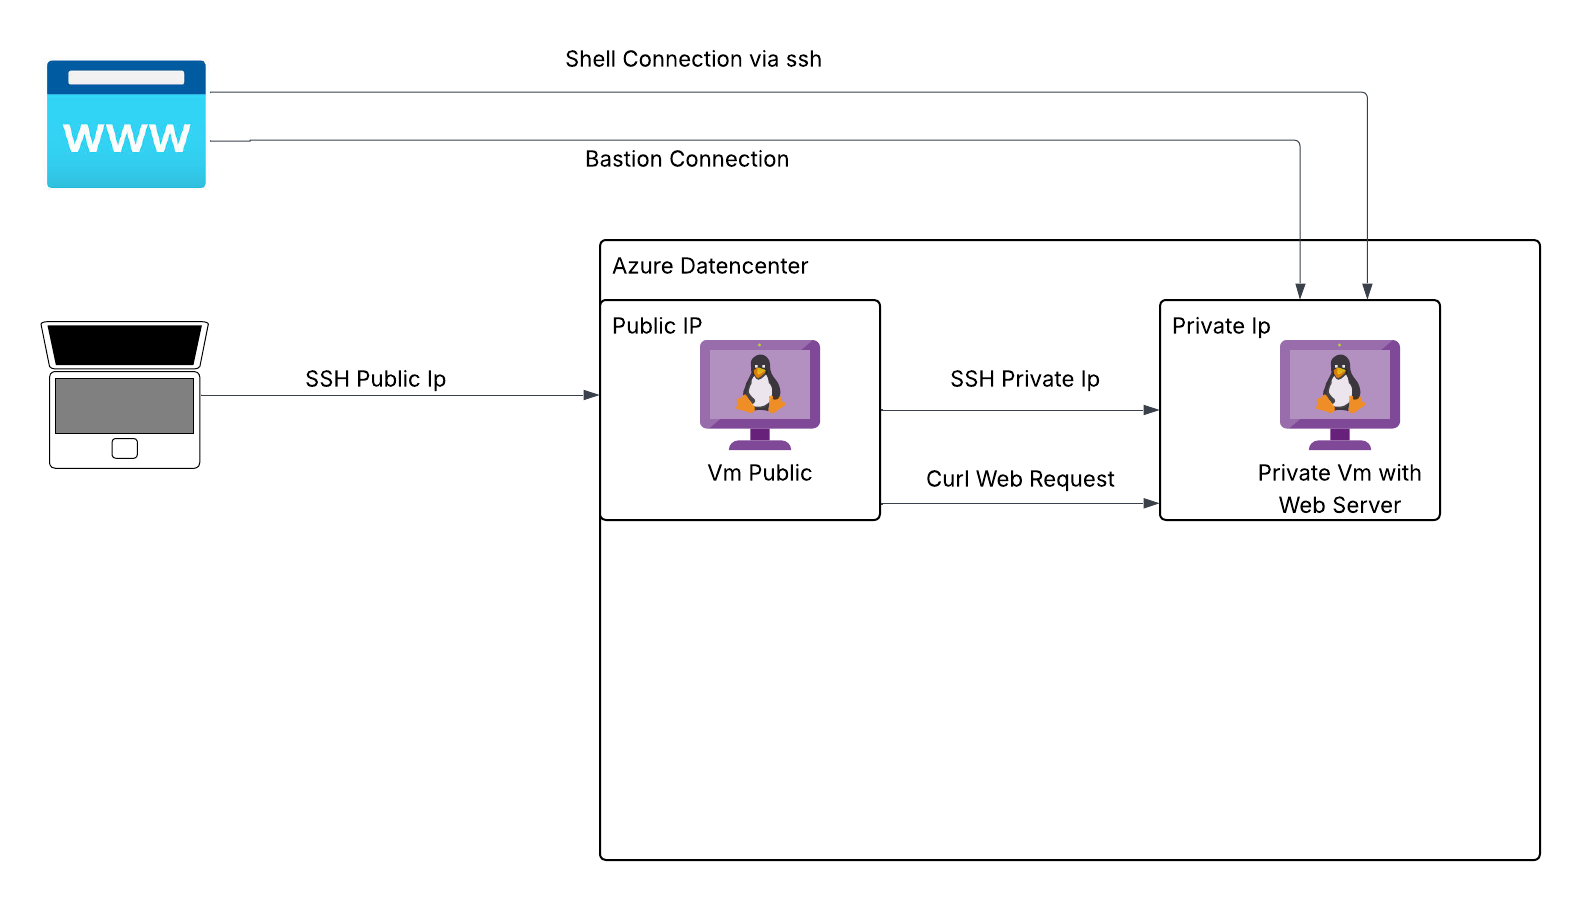 Shell Connection via ssh
www
Bastion Connection
Azure Datencenter
Public IP
Private Ip
SSH Public Ip
SSH Private Ip
Vm Public
Curl Web Request
Private Vm with
Web Server